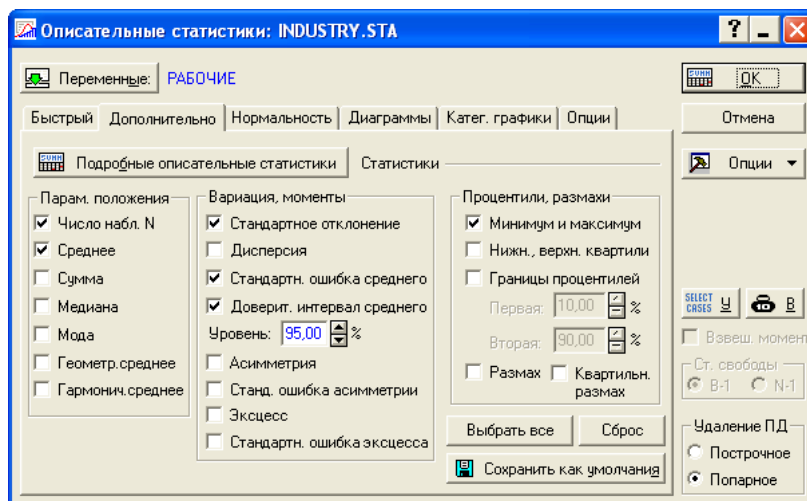 Описательные статистики: INDUSTRY.STA
Переменные: РАБОЧИЕ
OK
Быстрый Дополнительно Нормальность Диаграммы Катег. графики Опции
Отмена
Подробные описательные статистики Статистики
Опции
Парам. положения
Число набл. N
Среднее
Сумма
Медиана
Мода
Геометр.среднее
Гармонич.среднее
Вариация, моменты
Стандартное отклонение
Дисперсия
Стандартн. ошибка среднего
Доверит. интервал среднего
Уровень: 95,00 %
Асимметрия
Станд. ошибка асимметрии
Эксцесс
Стандартн. ошибка эксцесса
Процентили, размахи
Минимум и максимум
Нижн., верхн. квартили
Границы процентилей
Первая: 10,00 %
Вторая: 90,00 %
Размах Квартильн.
размах
Выбрать все Сброс
Сохранить как умолчания
SELECT
CASES У В
Взвеш. момент
Ст. свободы
В-1 N-1
Удаление ПД
Построчное
Попарное